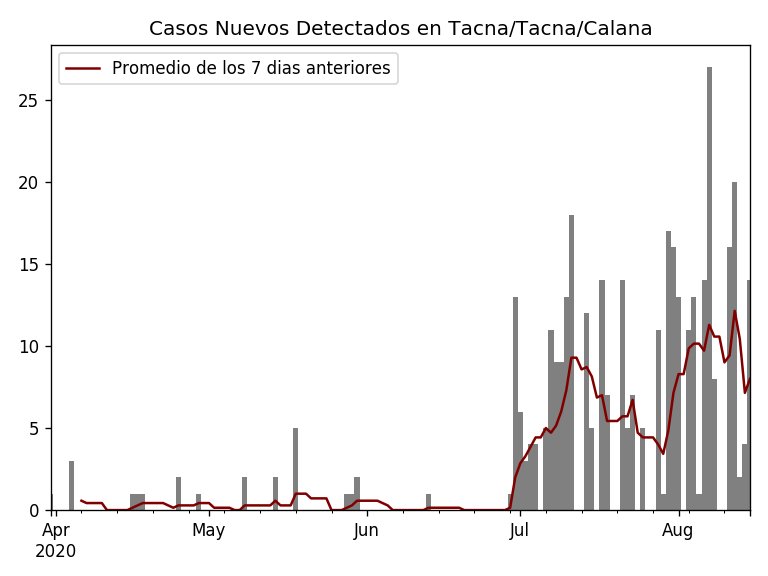 Casos Nuevos Detectados en Tacna/Tacna/Calana
Promedio de los 7 dias anteriores
25
20
15
10
5
0
Apr May Jun Jul Aug
2020